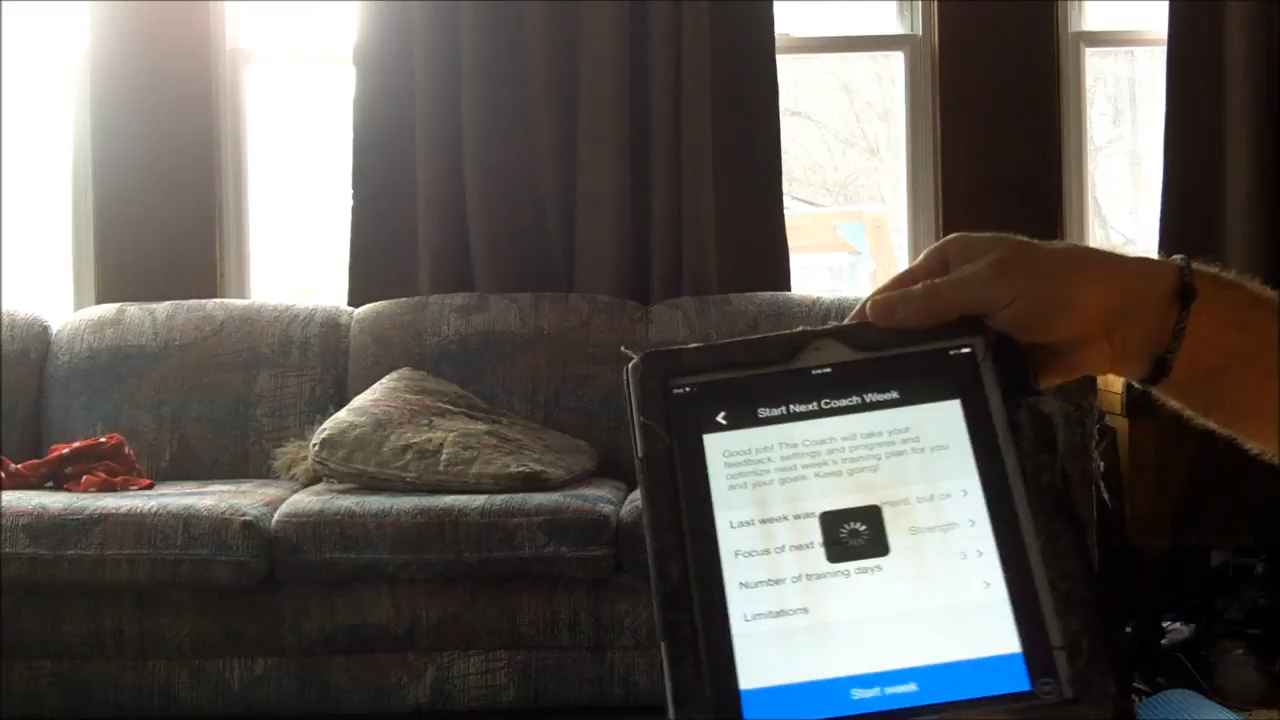 Start Next Coach Week
Good job! The Coach will take your
feedback, settings and progress and
optimize next week's training plan for you
and your goals. Keep going!
Last week was Hard, but ok
Focus of next Strength
Number of training days 3
Limitations
Start week